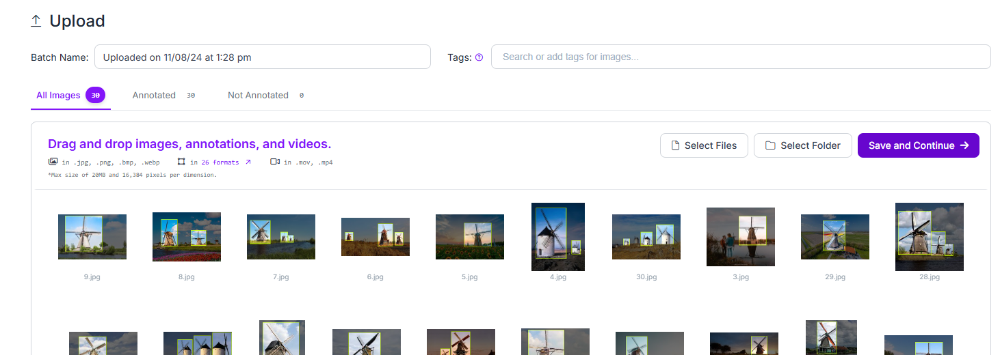 Upload
Batch Name: Uploaded on 11/08/24 at 1:28 pm Tags: Search or add tags for images...
All Images 30 Annotated 30 Not Annotated 0
Drag and drop images, annotations, and videos. Select Files Select Folder Save and Continue
in .jpg, .png, .bmp, .webp in 26 formats in .mov, .mp4
*Max size of 20MB and 16,384 pixels per dimension.
9.jpg 8.jpg 7.jpg 6.jpg 5.jpg 4.jpg 30.jpg 3.jpg 29.jpg 28.jpg